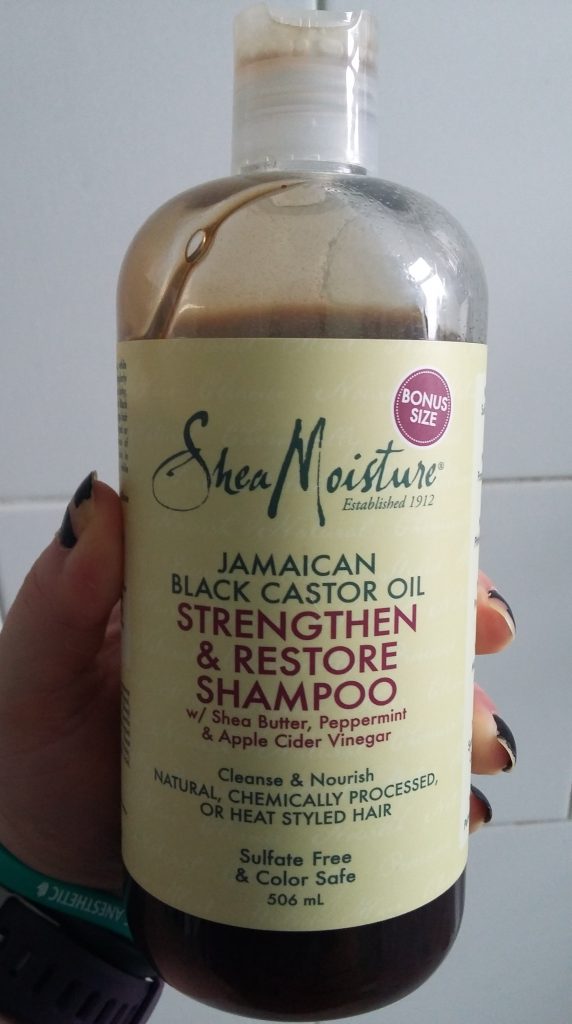 BONUS
SIZE
SheaMoisture®
Established 1912
JAMAICAN
BLACK CASTOR OIL
STRENGTHEN
& RESTORE
SHAMPOO
w/ Shea Butter, Peppermint
& Apple Cider Vinegar
Cleanse & Nourish
NATURAL, CHEMICALLY PROCESSED,
OR HEAT STYLED HAIR
Sulfate Free
& Color Safe
506 mL
ANESTHETIC